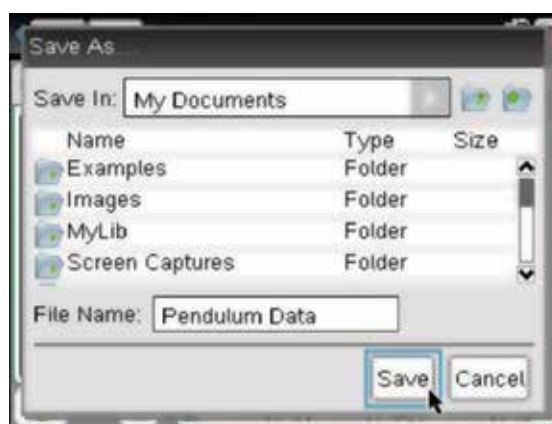 Save As...
Save In: My Documents
Name Type Size
Examples Folder
Images Folder
MyLib Folder
Screen Captures Folder
File Name: Pendulum Data
Save Cancel